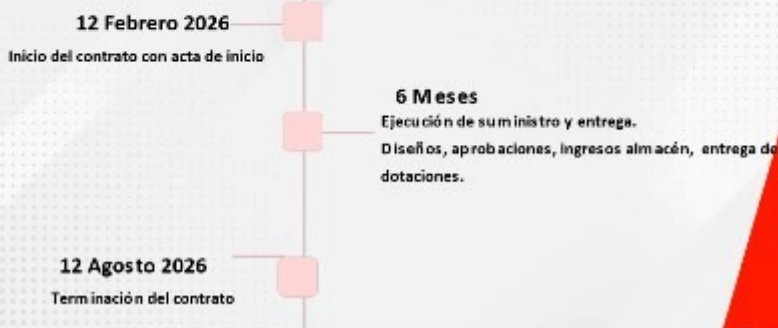 12 Febrero 2026
Inicio del contrato con acta de inicio
6 Meses
Ejecución de suministro y entrega.
Diseños, aprobaciones, ingresos almacén, entrega de
dotaciones.
12 Agosto 2026
Terminación del contrato